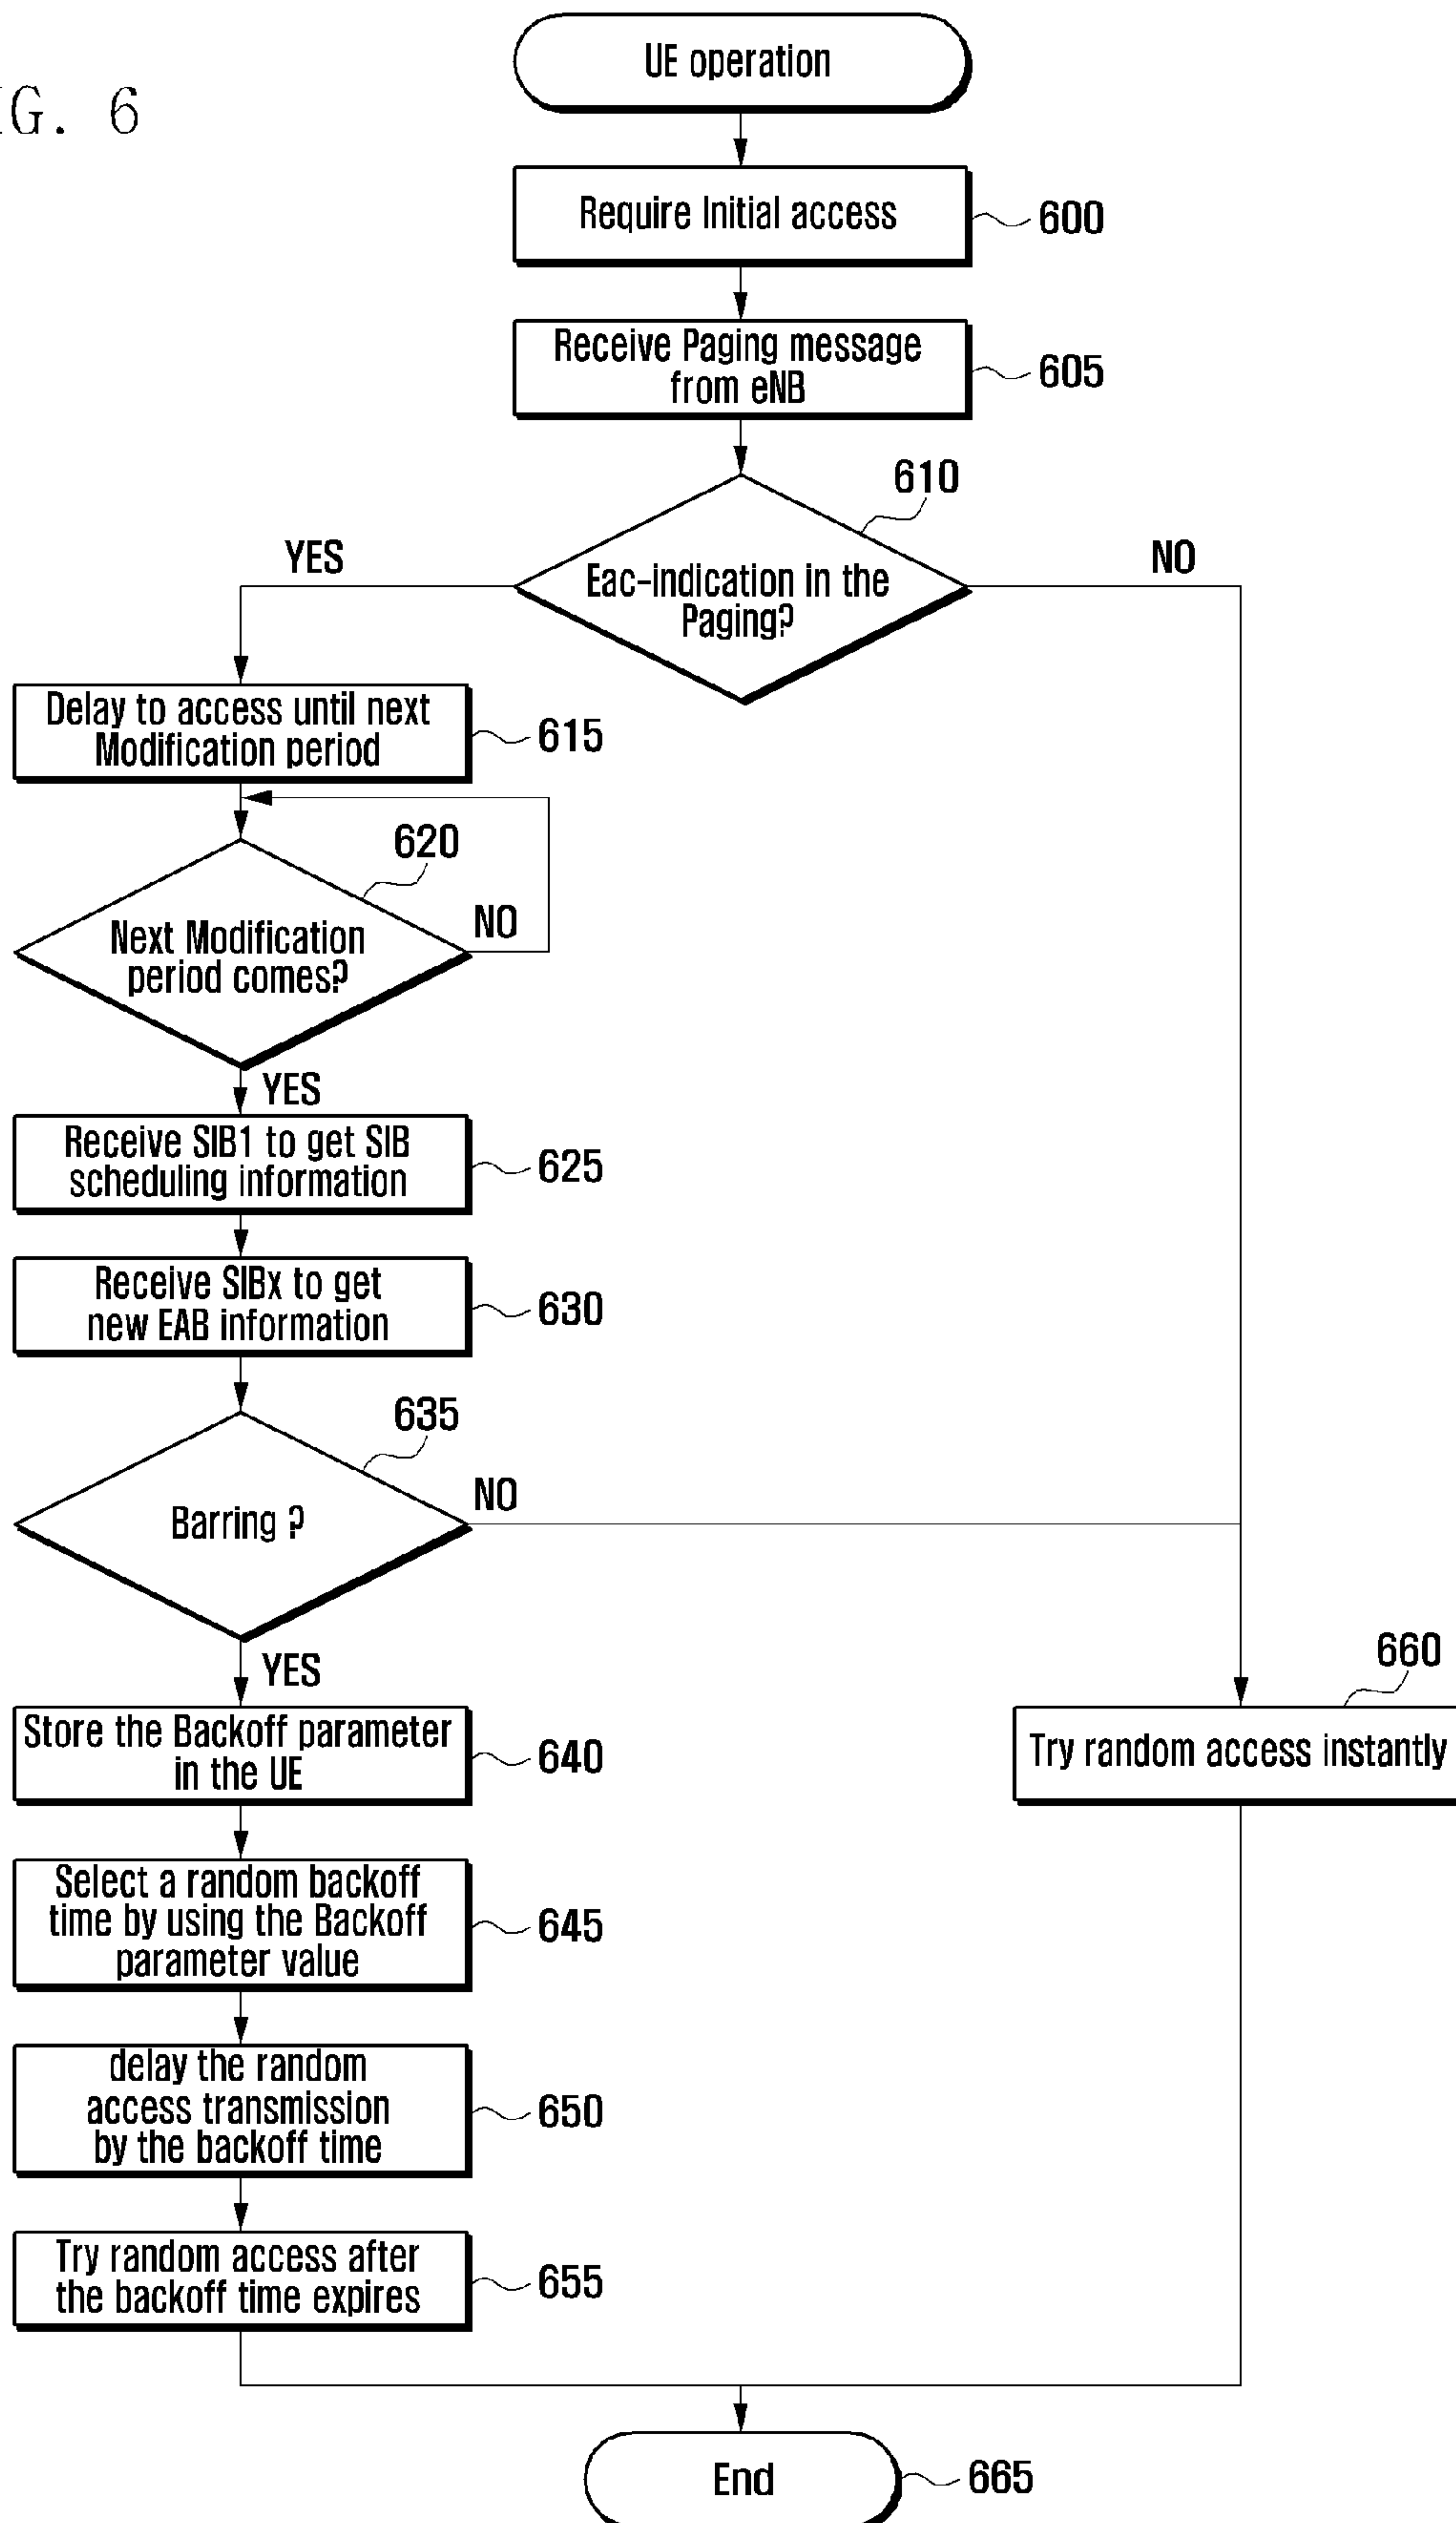 IG. 6
UE operation
Require Initial access
600
Receive Paging message
from eNB
605
610
YES
NO
Eac-indication in the
Paging?
Delay to access until next
Modification period
615
620
NO
Next Modification
period comes?
YES
Receive SIB1 to get SIB
scheduling information
625
Receive SIBx to get
new EAB information
630
635
NO
Barring ?
YES
660
Store the Backoff parameter
in the UE
640
Try random access instantly
Select a random backoff
time by using the Backoff
parameter value
645
delay the random
access transmission
by the backoff time
650
Try random access after
the backoff time expires
655
End
665